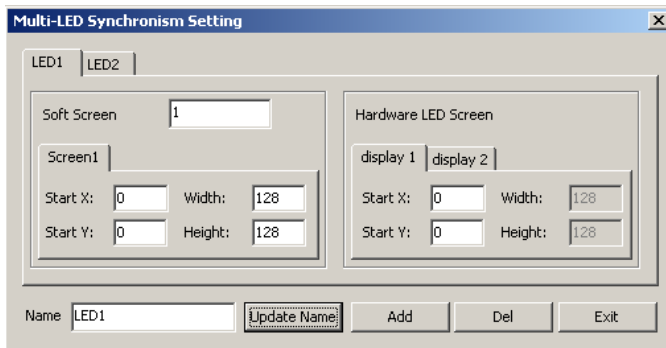 Multi-LED Synchronism Setting
LED1 LED2
Soft Screen 1
Screen1
Start X: 0 Width: 128
Start Y: 0 Height: 128
Hardware LED Screen
display 1 display 2
Start X: 0 Width: 128
Start Y: 0 Height: 128
Name LED1 Update Name Add Del Exit